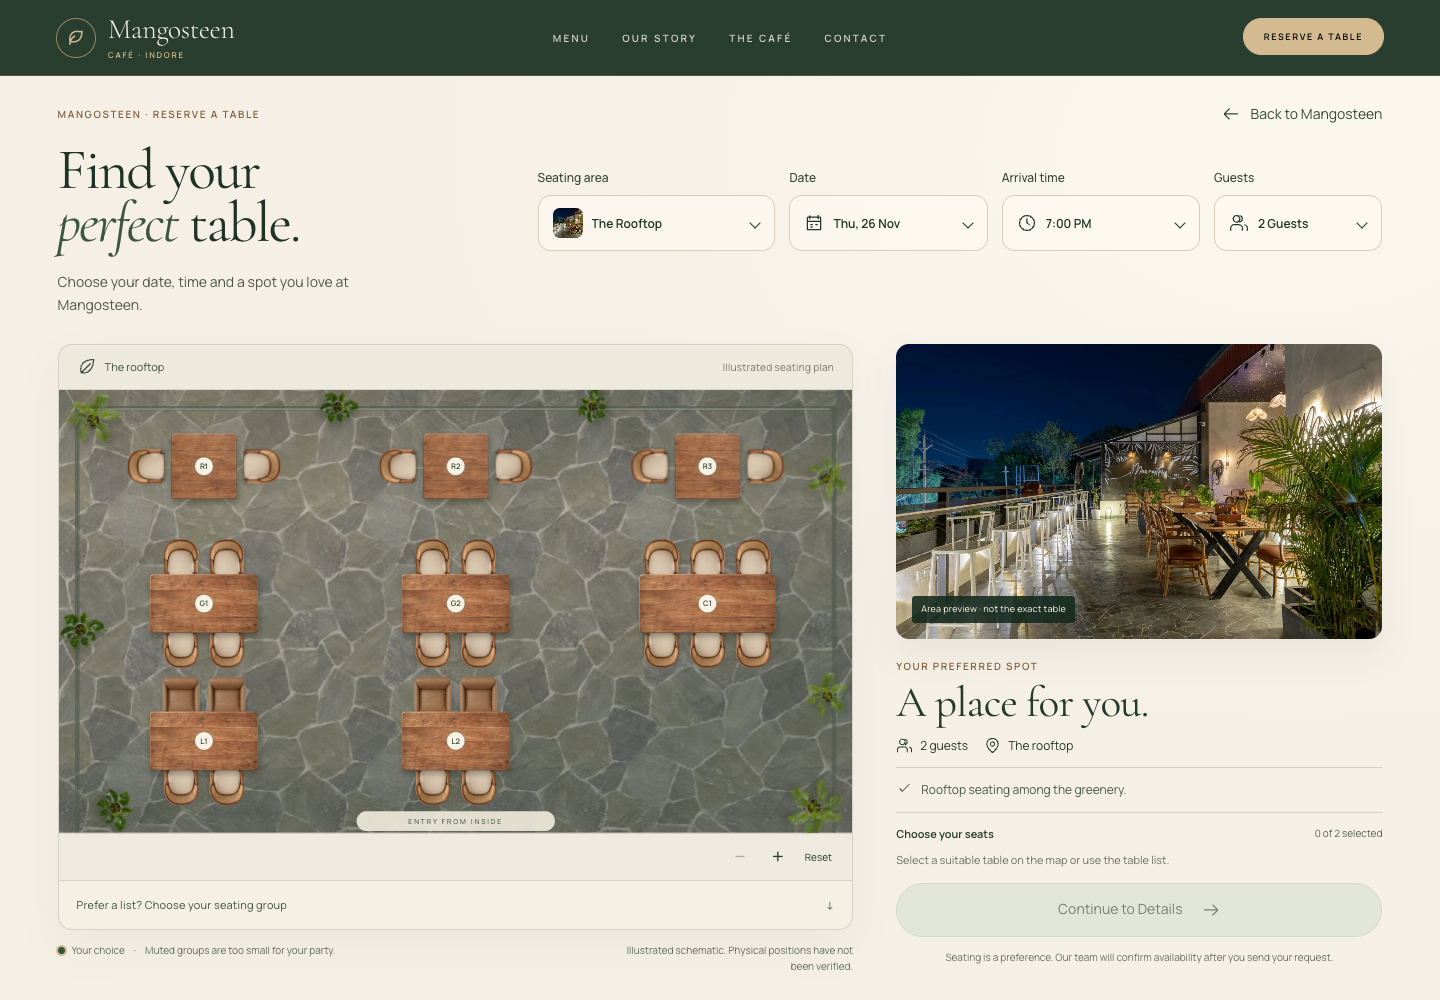 Mangosteen
CAFÉ · INDORE
MENU
OUR STORY
THE CAFÉ
CONTACT
RESERVE A TABLE
MANGOSTEEN · RESERVE A TABLE
Back to Mangosteen
Find your
perfect table.
Choose your date, time and a spot you love at
Mangosteen.
Seating area
The Rooftop
Date
Thu, 26 Nov
Arrival time
7:00 PM
Guests
2 Guests
The rooftop
Illustrated seating plan
R1
R2
R3
G1
G2
C1
L1
L2
ENTRY FROM INSIDE
Reset
Prefer a list? Choose your seating group
Your choice · Muted groups are too small for your party.
Illustrated schematic. Physical positions have not
been verified.
Mangosteen
Area preview · not the exact table
YOUR PREFERRED SPOT
A place for you.
2 guests
The rooftop
Rooftop seating among the greenery.
Choose your seats
0 of 2 selected
Select a suitable table on the map or use the table list.
Continue to Details
Seating is a preference. Our team will confirm availability after you send your request.